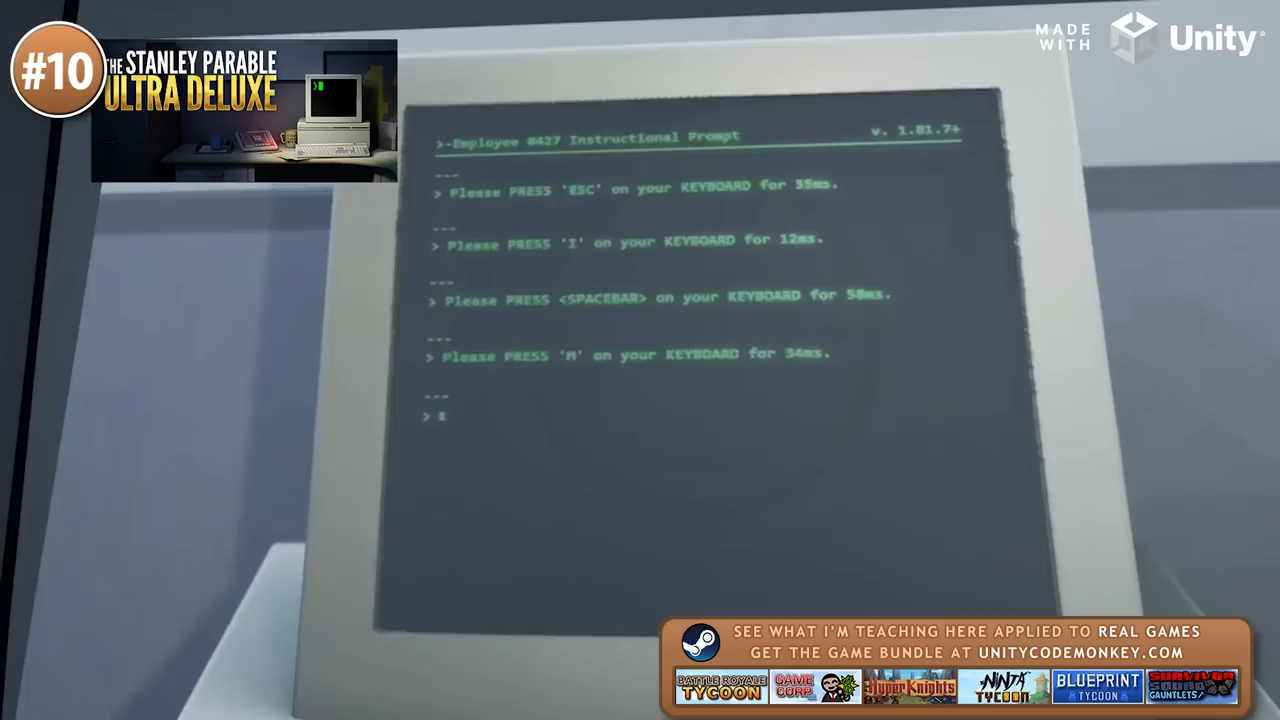 #10
THE STANLEY PARABLE
ULTRA DELUXE
MADE
WITH
Unity
>-Employee #427 Instructional Prompt
v. 1.01.7+
---
> Please PRESS 'ESC' on your KEYBOARD for 35ms.
---
> Please PRESS 'I' on your KEYBOARD for 12ms.
---
> Please PRESS <SPACEBAR> on your KEYBOARD for 50ms.
---
> Please PRESS 'M' on your KEYBOARD for 34ms.
---
>
SEE WHAT I'M TEACHING HERE APPLIED TO REAL GAMES
GET THE GAME BUNDLE AT UNITYCODEMONKEY.COM
BATTLE ROYALE
TYCOON
GAME
CORP
Hyper Knights
NINJA
TYCOON
BLUEPRINT
TYCOON
SURVIVOR
SQUAD
GAUNTLETS!